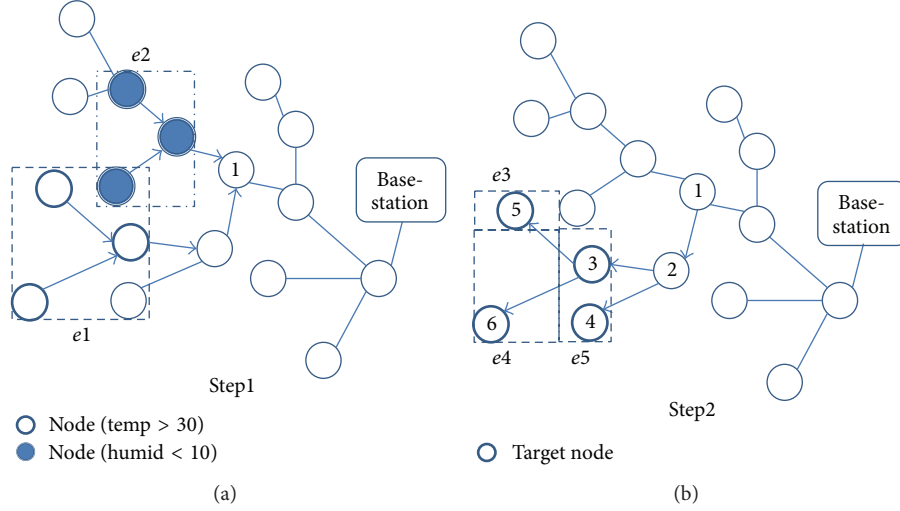 e2
1
Base-
station
e1
Step1
Node (temp > 30)
Node (humid < 10)
(a)
e3
5
1
Base-
station
3
2
6
4
e4
e5
Step2
Target node
(b)